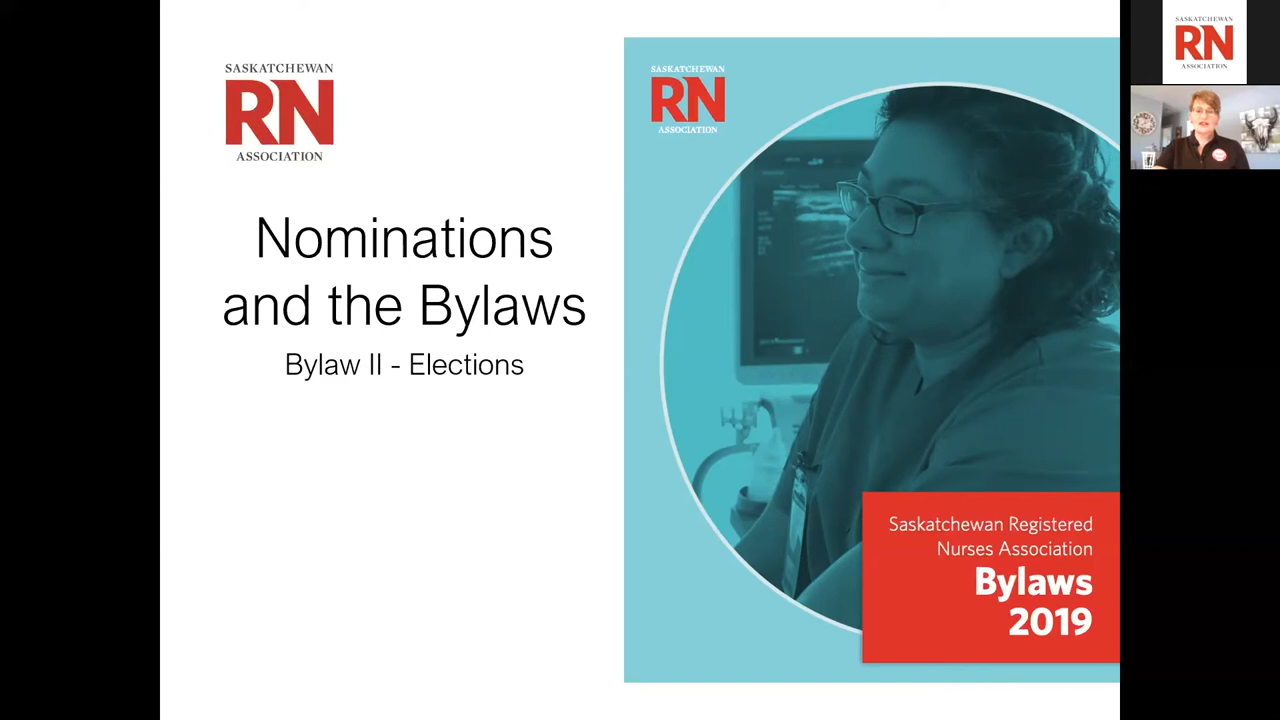 SASKATCHEWAN
RN
ASSOCIATION
Nominations
and the Bylaws
Bylaw II - Elections
SASKATCHEWAN
RN
ASSOCIATION
Saskatchewan Registered
Nurses Association
Bylaws
2019
SASKATCHEWAN
RN
ASSOCIATION